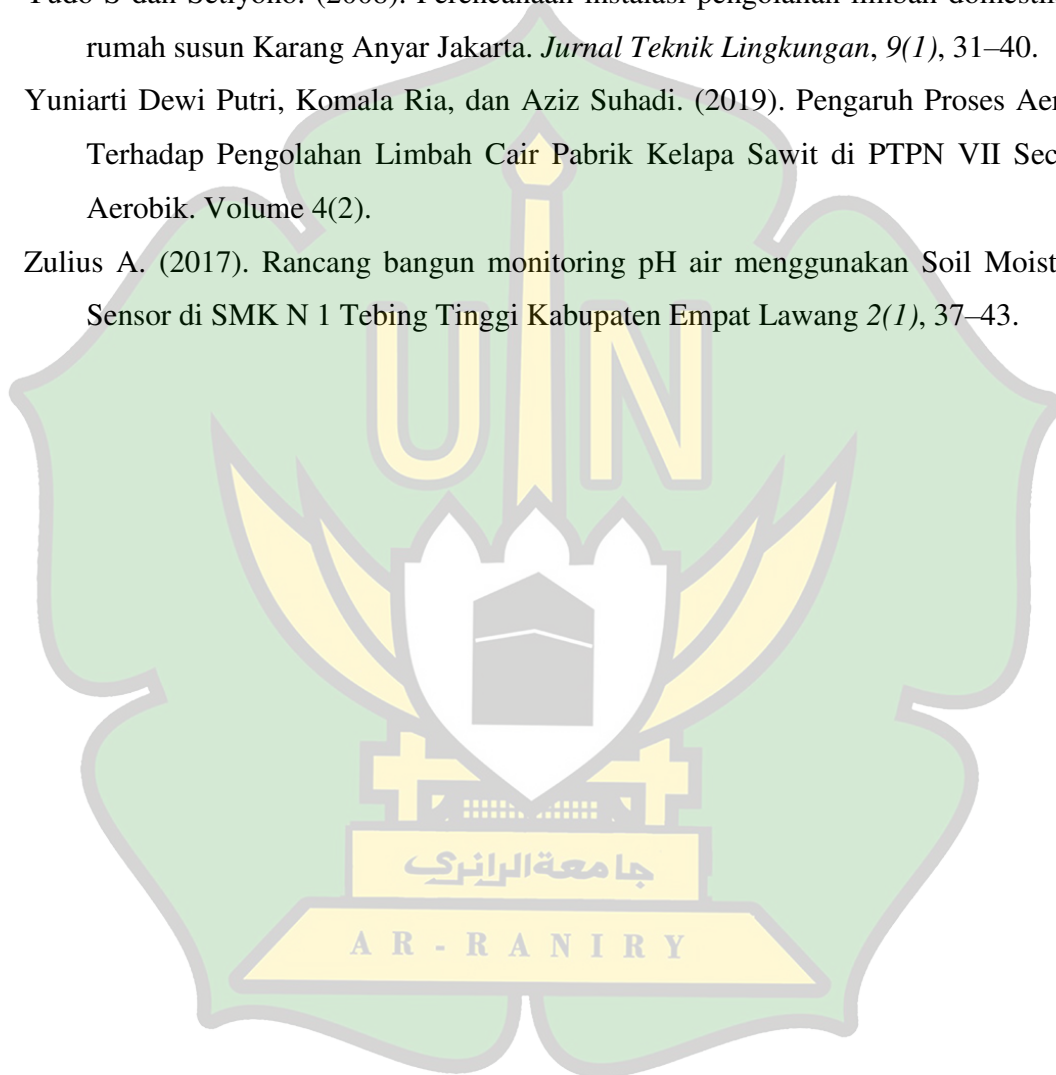 rumah susun Karang Anyar Jakarta. Jurnal Teknik Lingkungan, 9(1), 31–40.
Yuniarti Dewi Putri, Komala Ria, dan Aziz Suhadi. (2019). Pengaruh Proses
Terhadap Pengolahan Limbah Cair Pabrik Kelapa Sawit di PTPN VII
Aerobik. Volume 4(2).
Zulius A. (2017). Rancang bangun monitoring pH air menggunakan Soil
Sensor di SMK N 1 Tebing Tinggi Kabupaten Empat Lawang 2(1), 37–43.
UIN
جامعة الرانري
AR-RANIRY